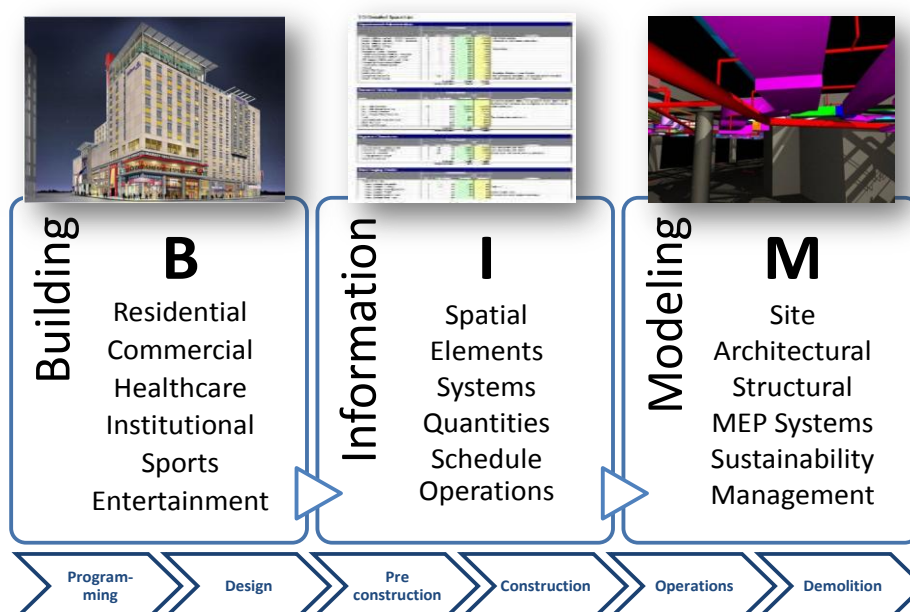 Building
B
Residential
Commercial
Healthcare
Institutional
Sports
Entertainment
Information
I
Spatial
Elements
Systems
Quantities
Schedule
Operations
Modeling
M
Site
Architectural
Structural
MEP Systems
Sustainability
Management
Program-
ming
Design
Pre
construction
Construction
Operations
Demolition